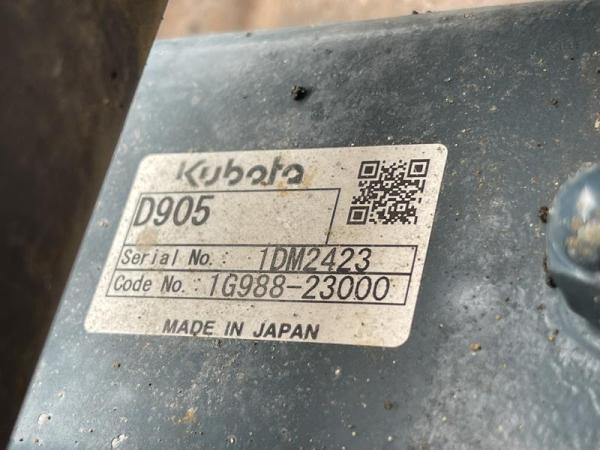 Kubota
D905
Serial No.: 1DM2423
Code No.: 1G988-23000
MADE IN JAPAN